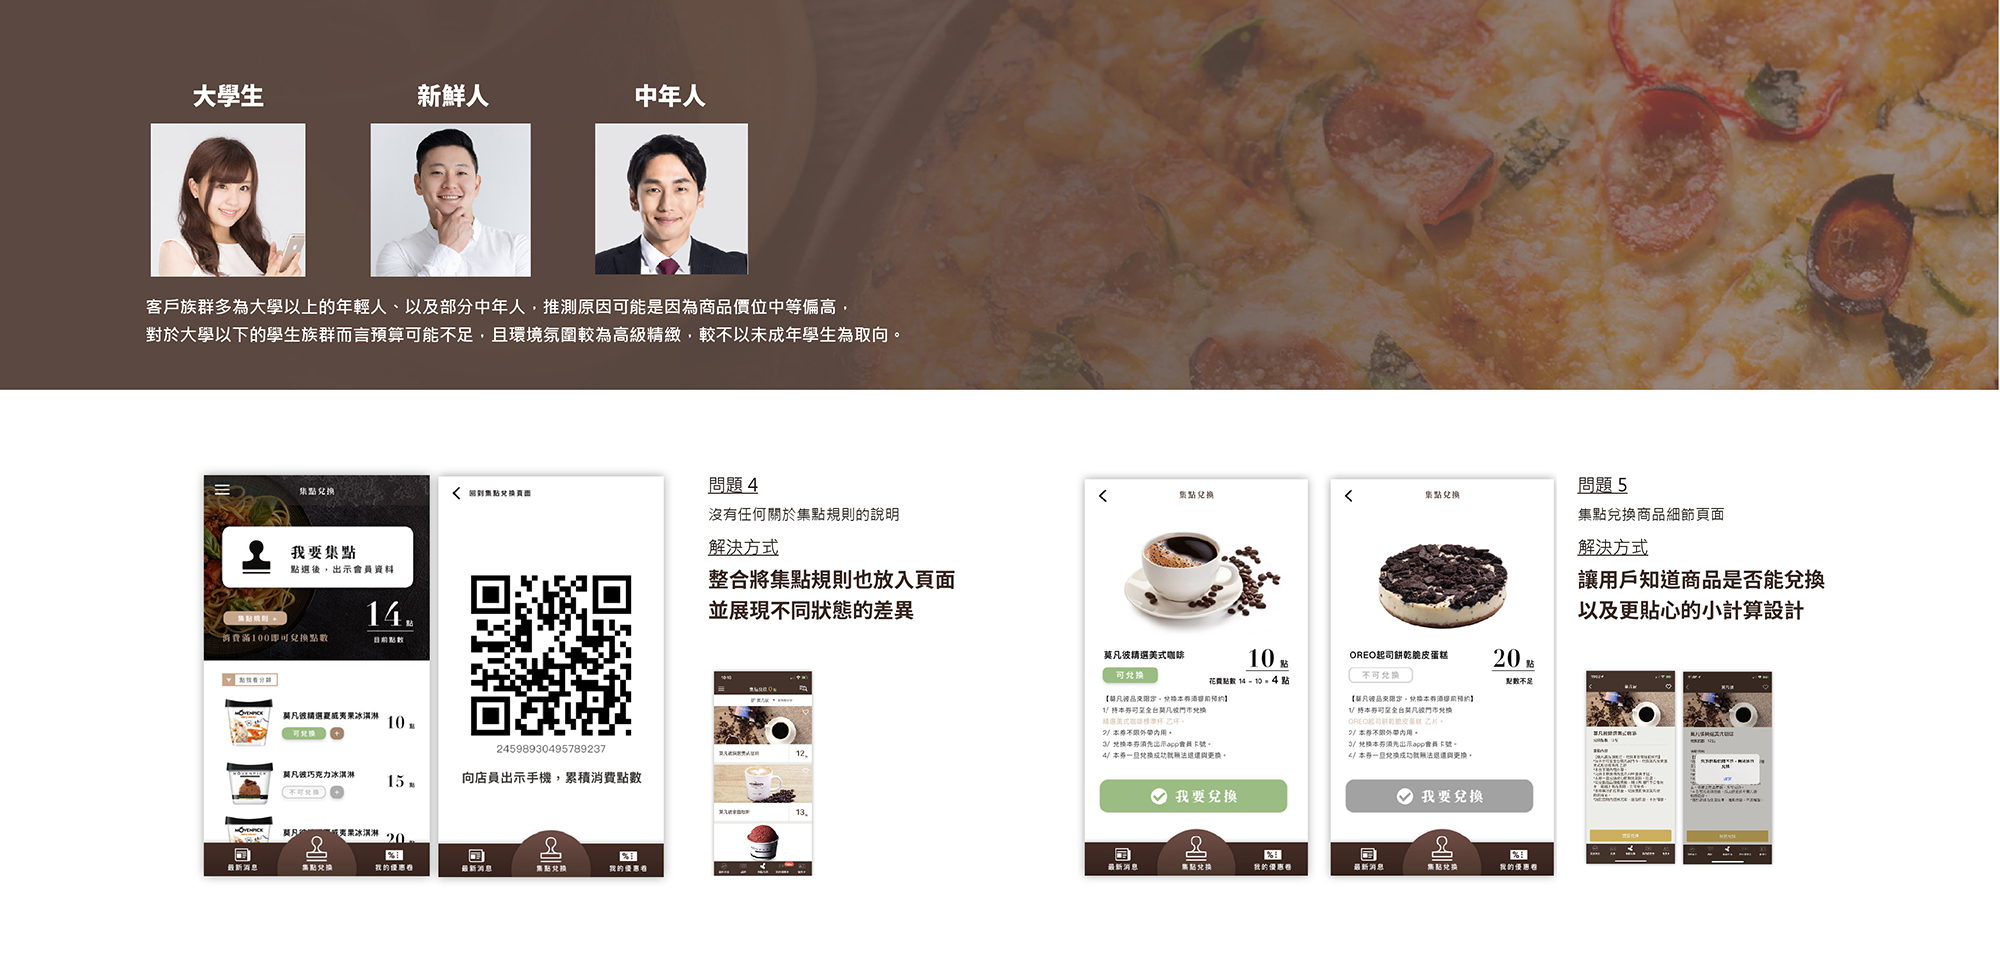 大學生
新鮮人
中年人
客戶族群多為大學以上的年輕人、以及部分中年人，推測原因可能是因為商品價位中等偏高，
對於大學以下的學生族群而言預算可能不足，且環境氛圍較為高級精緻，較不以未成年學生為取向。
集點兌換
我要集點
點選後，出示會員資料
集點規則 +
消費滿100即可兌換點數
14 點
目前點數
點我看分類
MÖVENPICK
莫凡彼精選夏威夷果冰淇淋
10 點
可兌換 +
MÖVENPICK
莫凡彼巧克力冰淇淋
15 點
不可兌換 +
MÖVENPICK
20
最新消息
集點兌換
我的優惠卷
回到集點兌換頁面
24598930495789237
向店員出示手機，累積消費點數
最新消息
集點兌換
我的優惠卷
問題 4
沒有任何關於集點規則的說明
解決方式
整合將集點規則也放入頁面
並展現不同狀態的差異
12
13
集點兌換
莫凡彼精選美式咖啡
10 點
可兌換
花費點數 14 - 10 = 4 點
【莫凡彼品克限定，兌換本券須提前預約】
1/ 持本券可至全台莫凡彼門市兌換
精選美式咖啡標準杯 乙杯。
2/ 本券不限外帶內用。
3/ 兌換本券須先出示app會員卡號。
4/ 本券一旦兌換成功就無法退還與更換。
我要兌換
最新消息
集點兌換
我的優惠卷
集點兌換
OREO起司餅乾脆皮蛋糕
20 點
不可兌換
點數不足
【莫凡彼品克限定，兌換本券須提前預約】
1/ 持本券可至全台莫凡彼門市兌換
OREO起司餅乾脆皮蛋糕 乙片。
2/ 本券不限外帶內用。
3/ 兌換本券須先出示app會員卡號。
4/ 本券一旦兌換成功就無法退還與更換。
我要兌換
最新消息
集點兌換
我的優惠卷
問題 5
集點兌換商品細節頁面
解決方式
讓用戶知道商品是否能兌換
以及更貼心的小計算設計